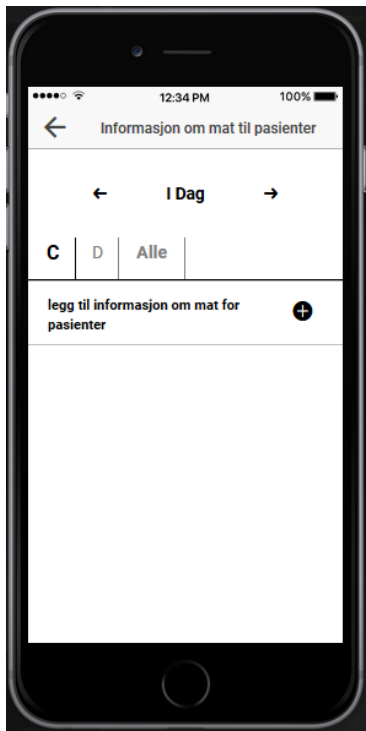 12:34 PM 100%
Informasjon om mat til pasienter
I Dag
C D Alle
legg til informasjon om mat for
pasienter